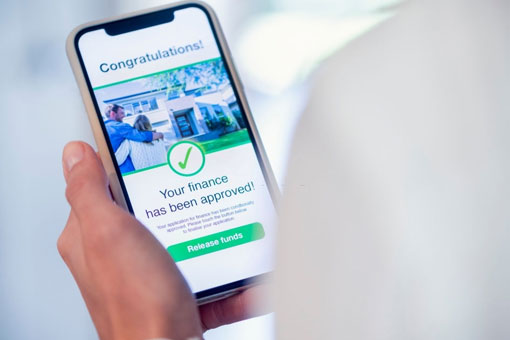 Congratulations!
Your finance
has been approved!
Your application for finance has been conditionally
approved. Please touch the button below
to finalise your application.
Release funds